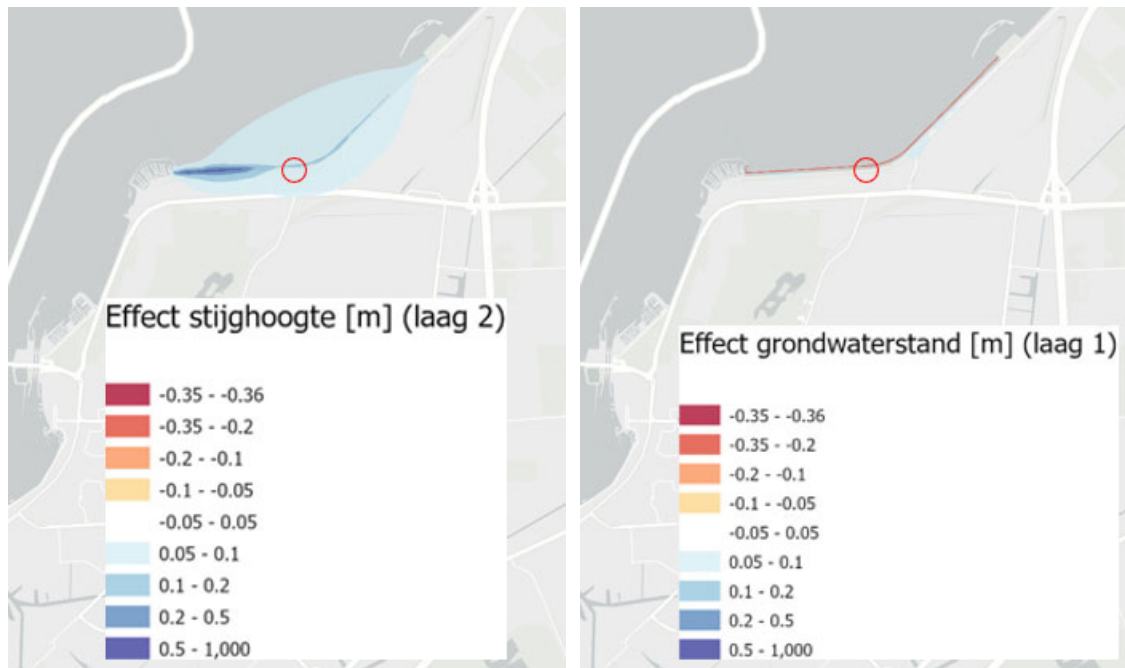 Effect stijghoogte [m] (laag 2)
-0.35 - -0.36
-0.35 - -0.2
-0.2 - -0.1
-0.1 - -0.05
-0.05 - 0.05
0.05 - 0.1
0.1 - 0.2
0.2 - 0.5
0.5 - 1,000
Effect grondwaterstand [m] (laag 1)
-0.35 - -0.36
-0.35 - -0.2
-0.2 - -0.1
-0.1 - -0.05
-0.05 - 0.05
0.05 - 0.1
0.1 - 0.2
0.2 - 0.5
0.5 - 1,000